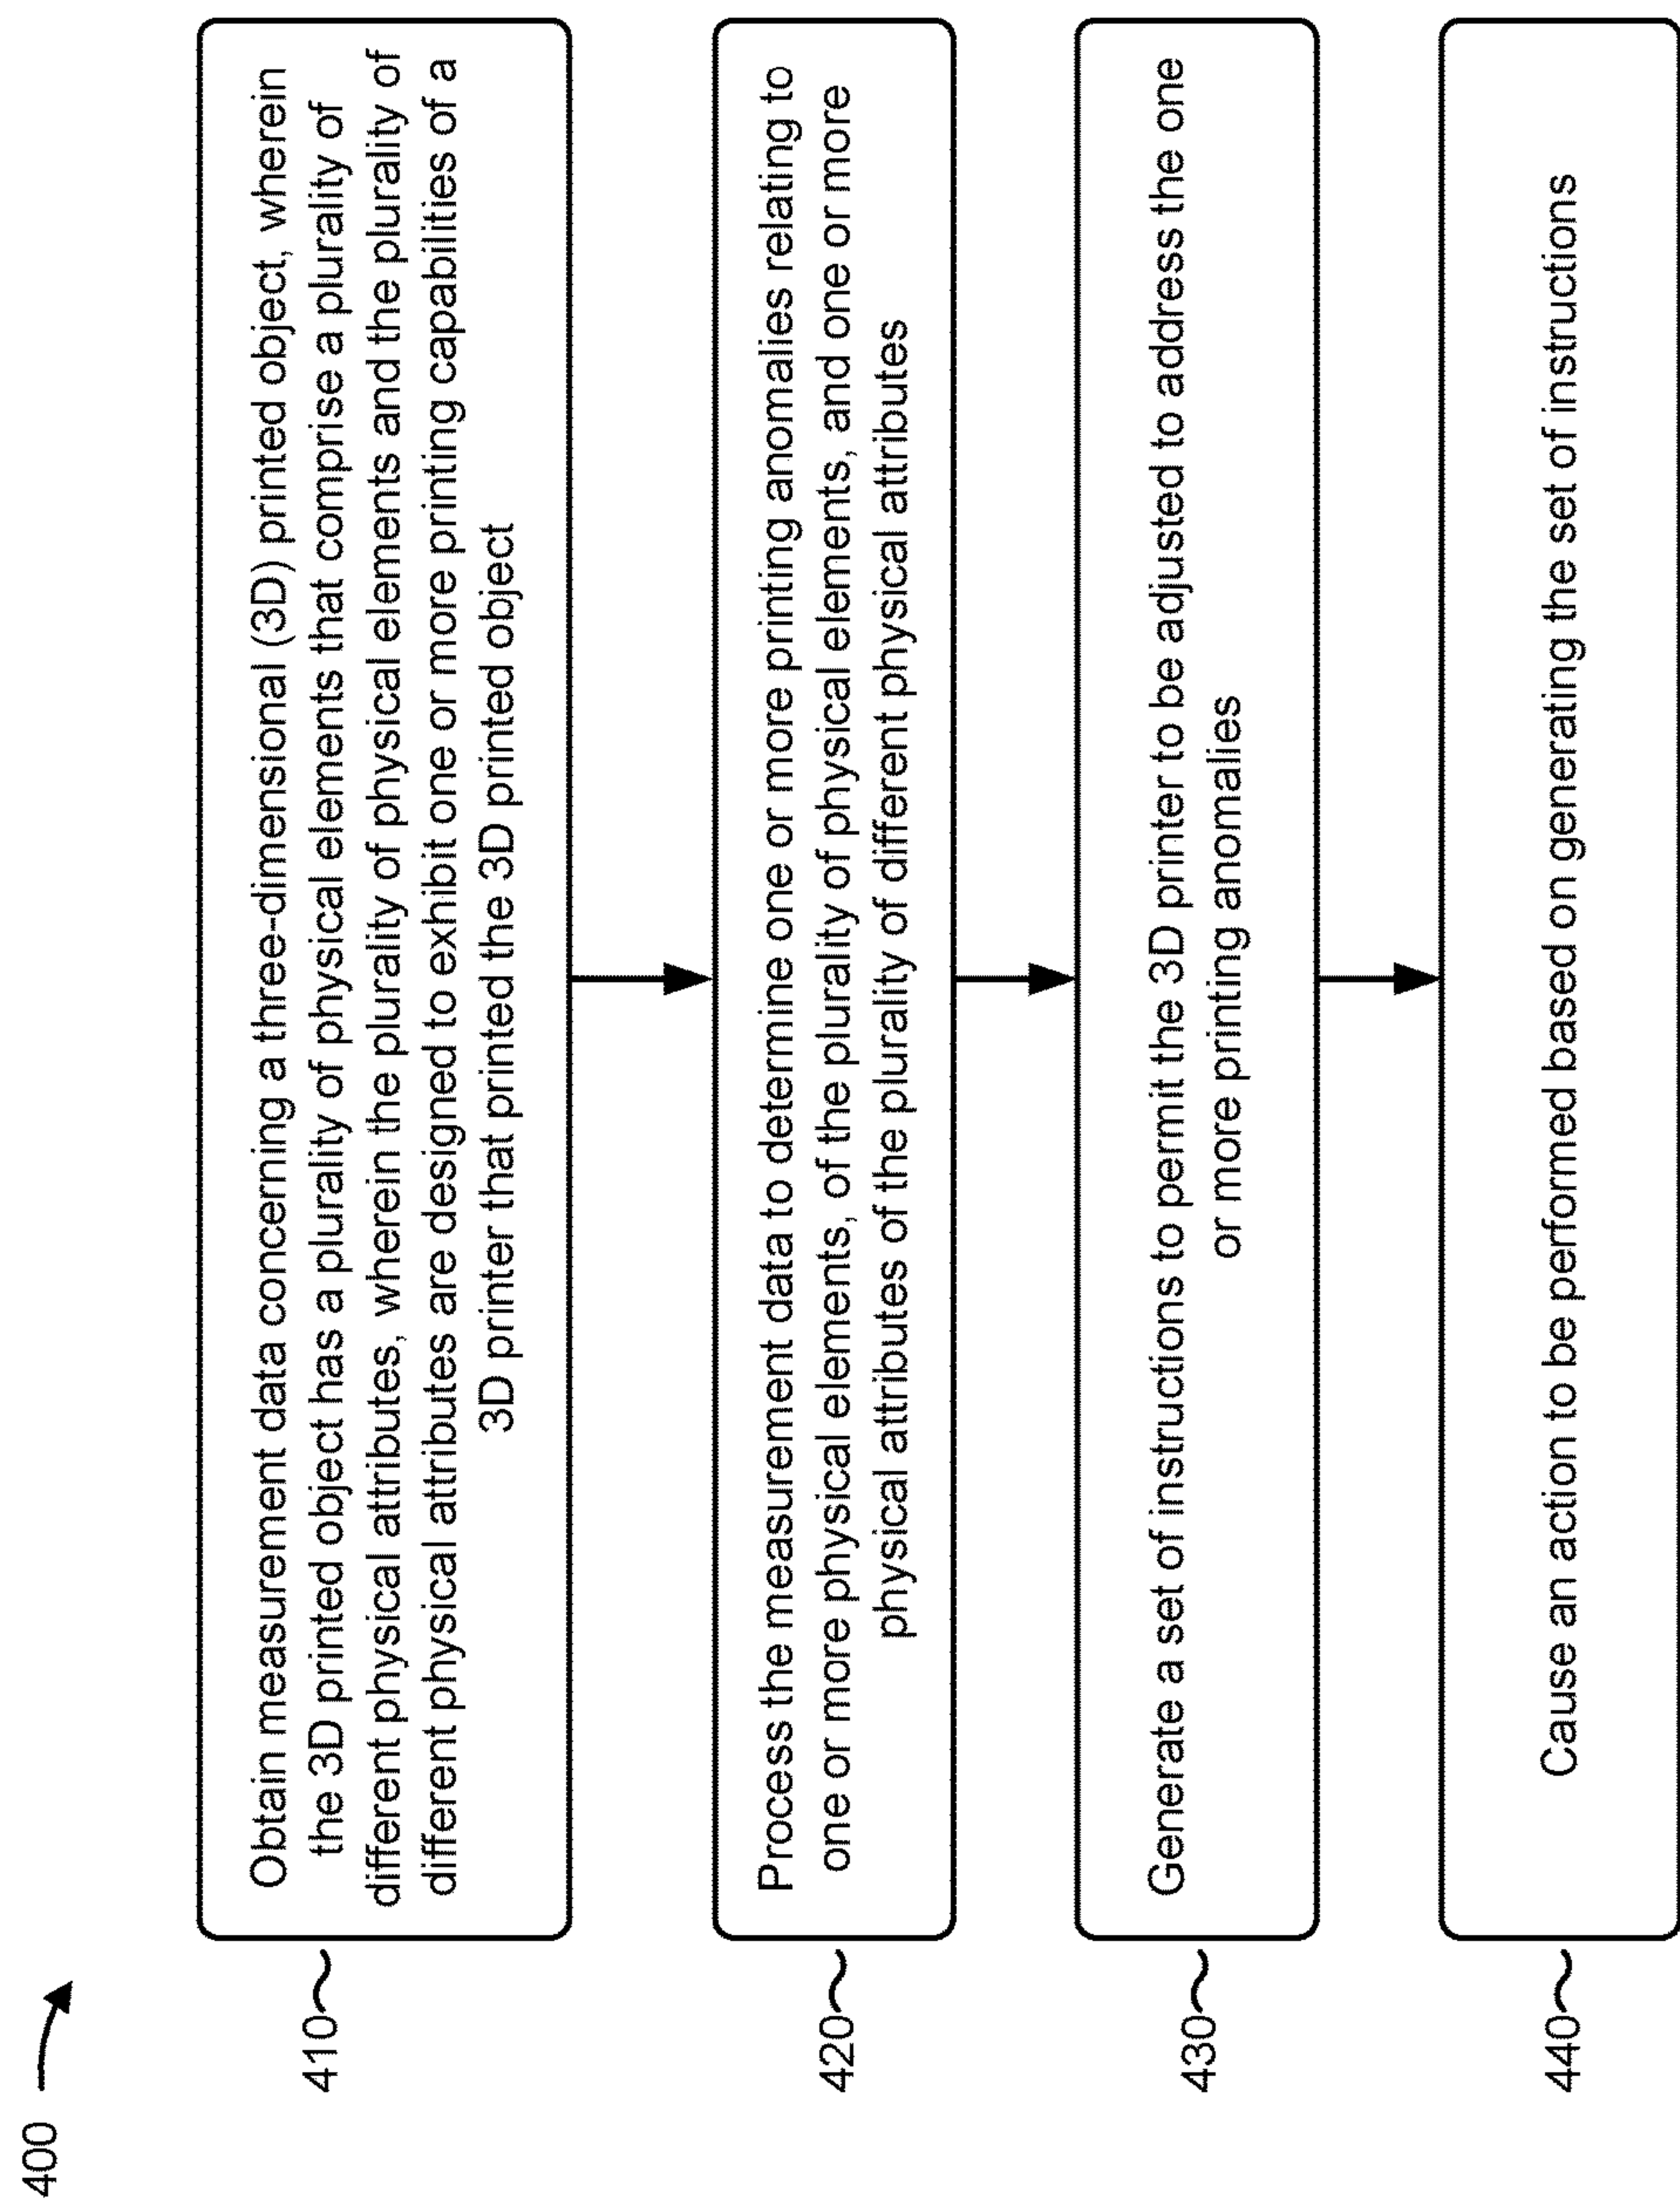 400
410
Obtain measurement data concerning a three-dimensional (3D) printed object, wherein
the 3D printed object has a plurality of physical elements that comprise a plurality of
different physical attributes, wherein the plurality of physical elements and the plurality of
different physical attributes are designed to exhibit one or more printing capabilities of a
3D printer that printed the 3D printed object
420
Process the measurement data to determine one or more printing anomalies relating to
one or more physical elements, of the plurality of physical elements, and one or more
physical attributes of the plurality of different physical attributes
430
Generate a set of instructions to permit the 3D printer to be adjusted to address the one
or more printing anomalies
440
Cause an action to be performed based on generating the set of instructions